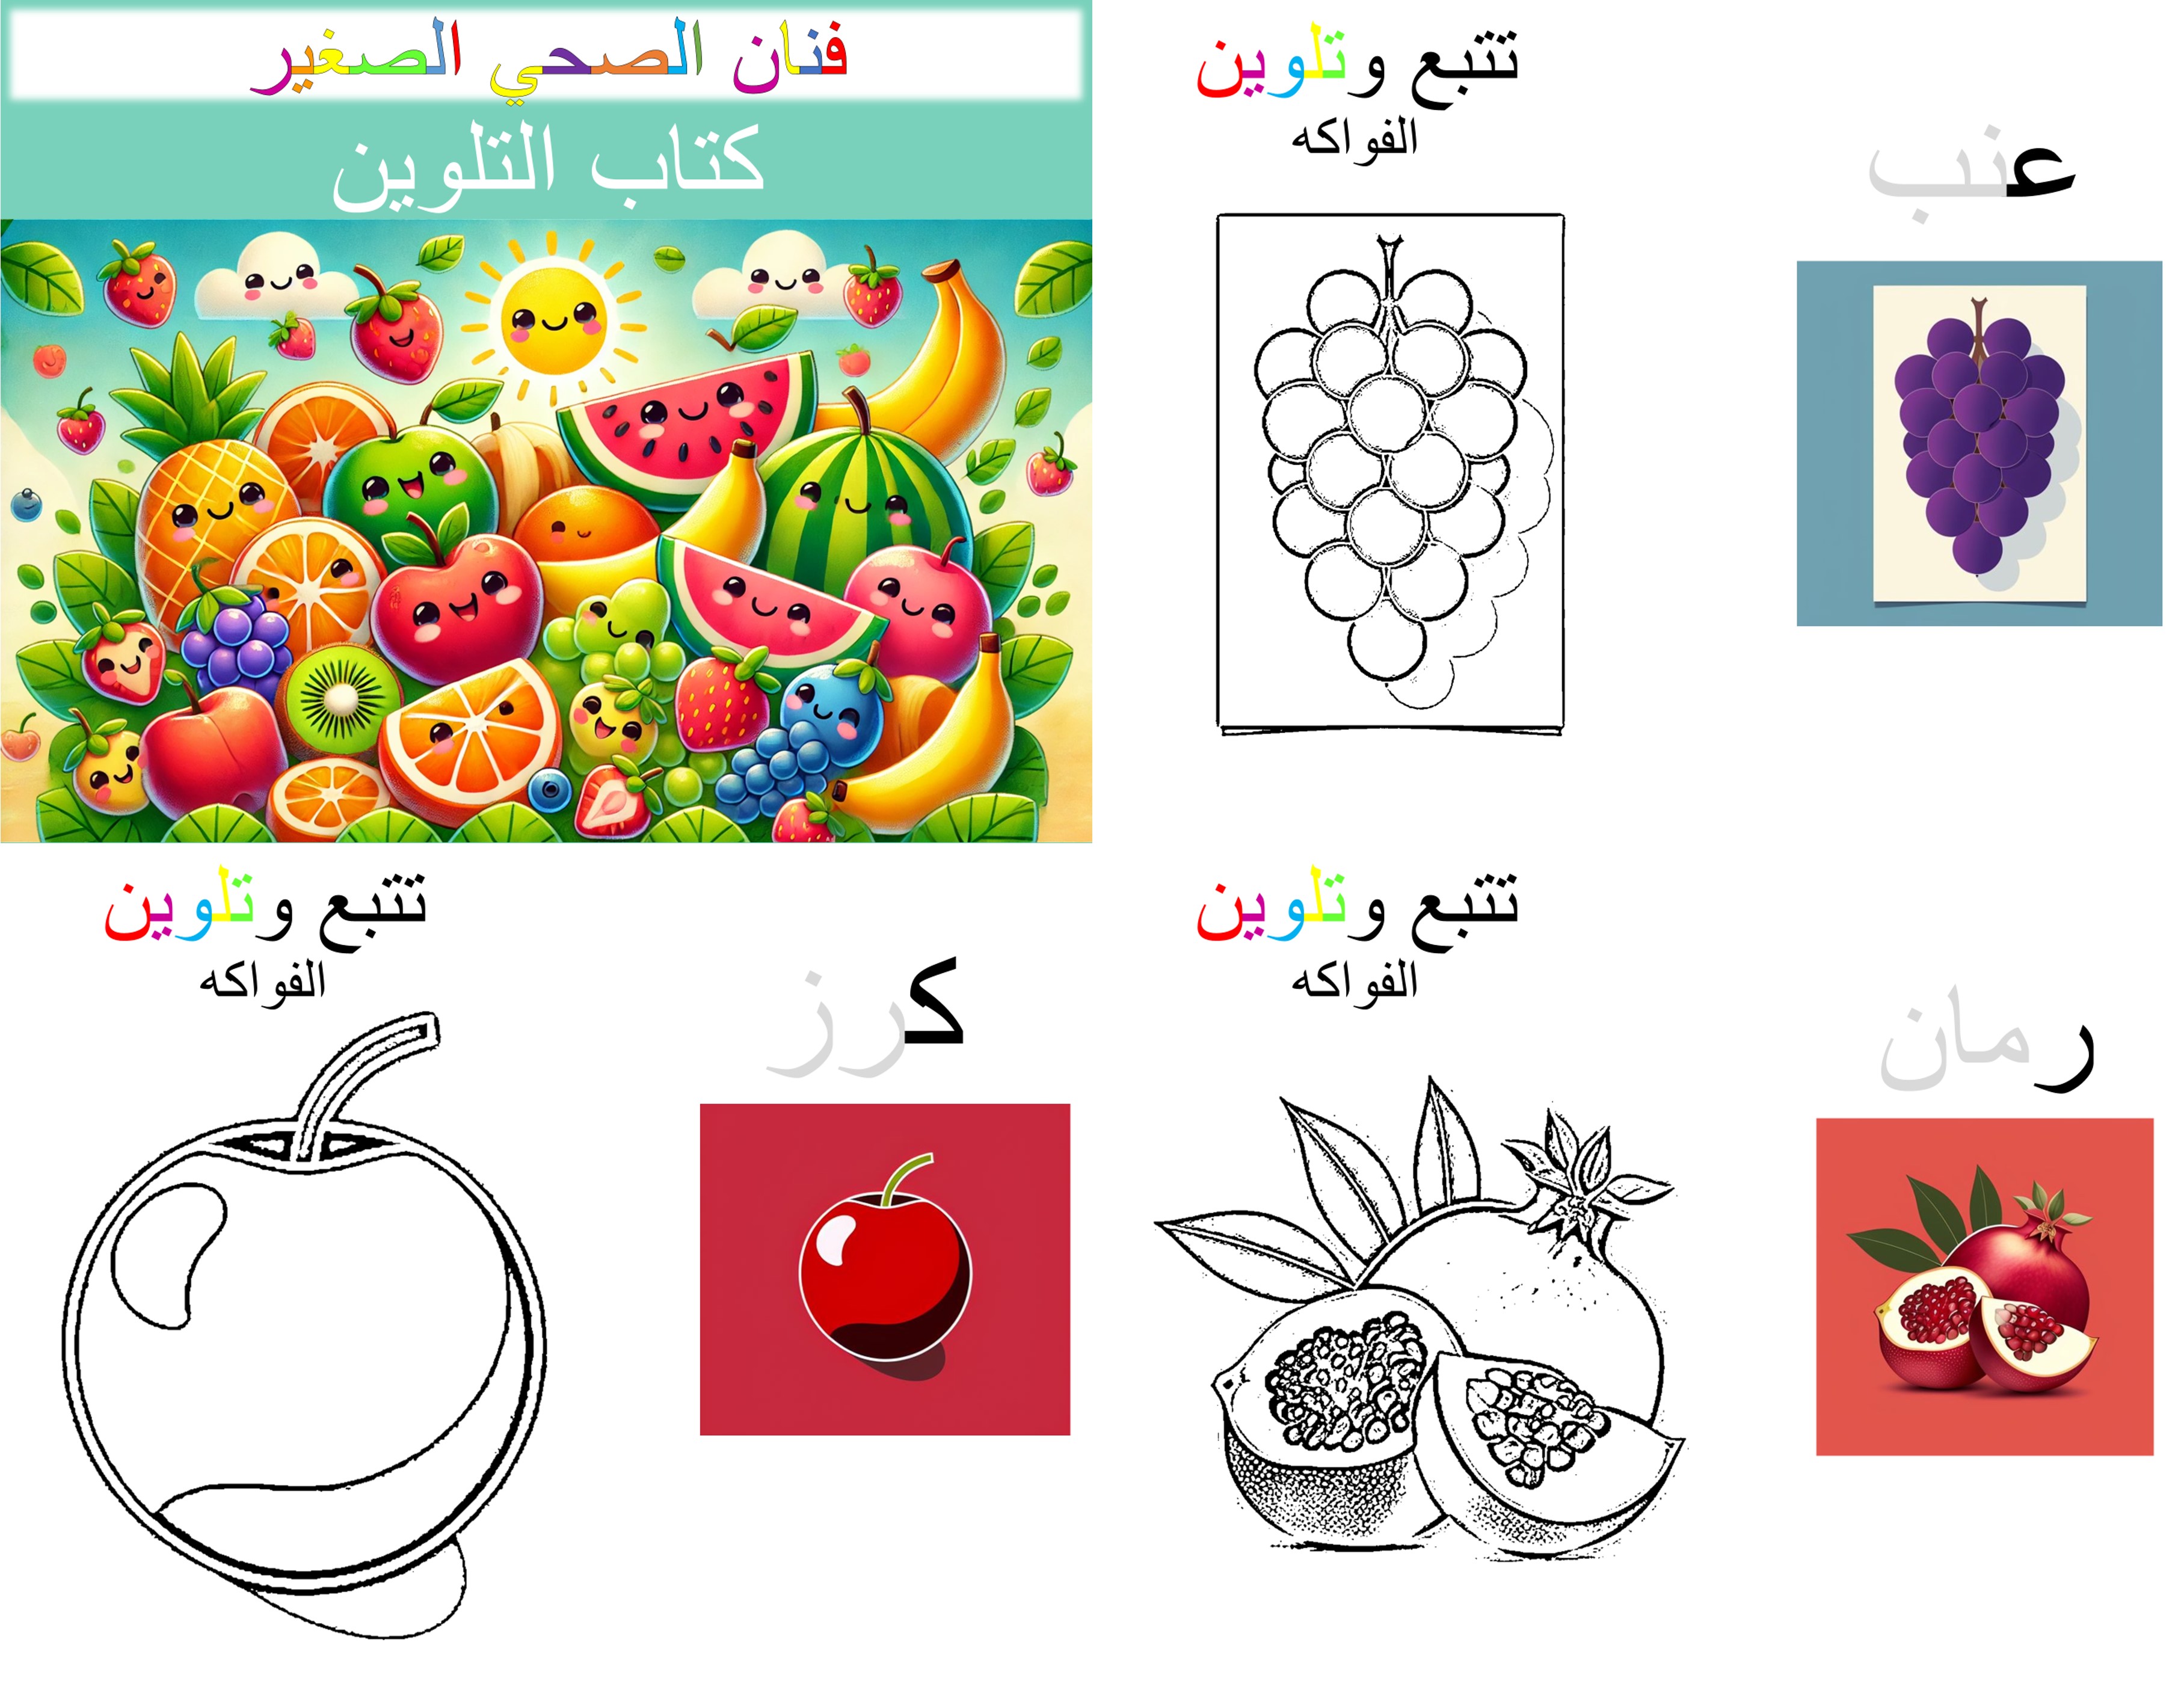 فنان الصحي الصغير
كتاب التلوين
تتبع وتلوين
الفواكه
عنب
تتبع وتلوين
الفواكه
كرز
تتبع وتلوين
الفواكه
رمان